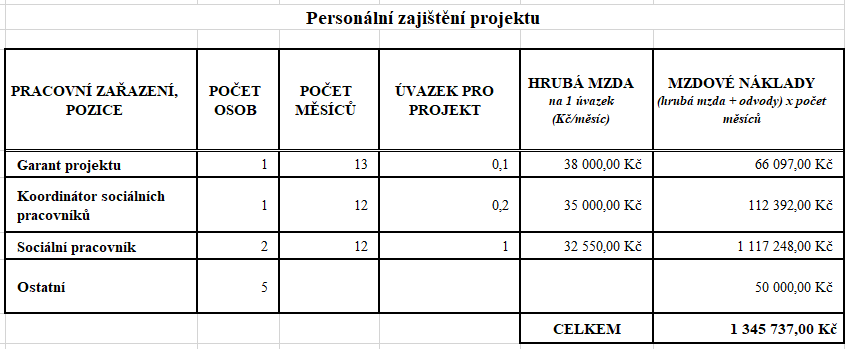 Personální zajištění projektu
PRACOVNÍ ZAŘAZENÍ, POZICE | POČET OSOB | POČET MĚSÍCŮ | ÚVAZEK PRO PROJEKT | HRUBÁ MZDA na 1 úvazek (Kč/měsíc) | MZDOVÉ NÁKLADY (hrubá mzda + odvody) x počet měsíců
Garant projektu | 1 | 13 | 0,1 | 38 000,00 Kč | 66 097,00 Kč
Koordinátor sociálních pracovníků | 1 | 12 | 0,2 | 35 000,00 Kč | 112 392,00 Kč
Sociální pracovník | 2 | 12 | 1 | 32 550,00 Kč | 1 117 248,00 Kč
Ostatní | 5 | | | | 50 000,00 Kč
CELKEM | 1 345 737,00 Kč